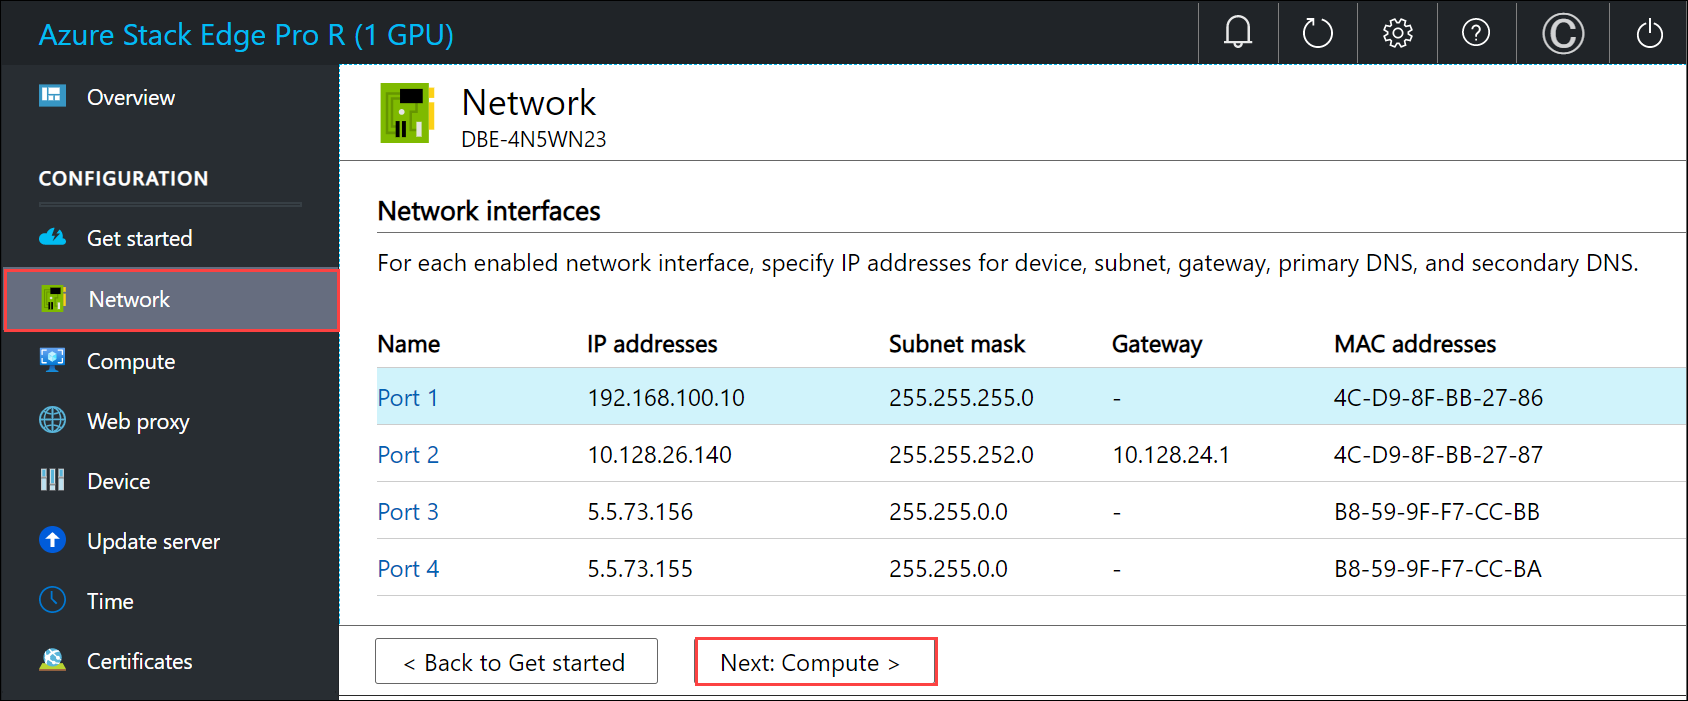 Azure Stack Edge Pro R (1 GPU)
Overview
CONFIGURATION
Get started
Network
Compute
Web proxy
Device
Update server
Time
Certificates
Network
DBE-4N5WN23
Network interfaces
For each enabled network interface, specify IP addresses for device, subnet, gateway, primary DNS, and secondary DNS.
Name IP addresses Subnet mask Gateway MAC addresses
Port 1 192.168.100.10 255.255.255.0 - 4C-D9-8F-BB-27-86
Port 2 10.128.26.140 255.255.252.0 10.128.24.1 4C-D9-8F-BB-27-87
Port 3 5.5.73.156 255.255.0.0 - B8-59-9F-F7-CC-BB
Port 4 5.5.73.155 255.255.0.0 - B8-59-9F-F7-CC-BA
< Back to Get started Next: Compute >